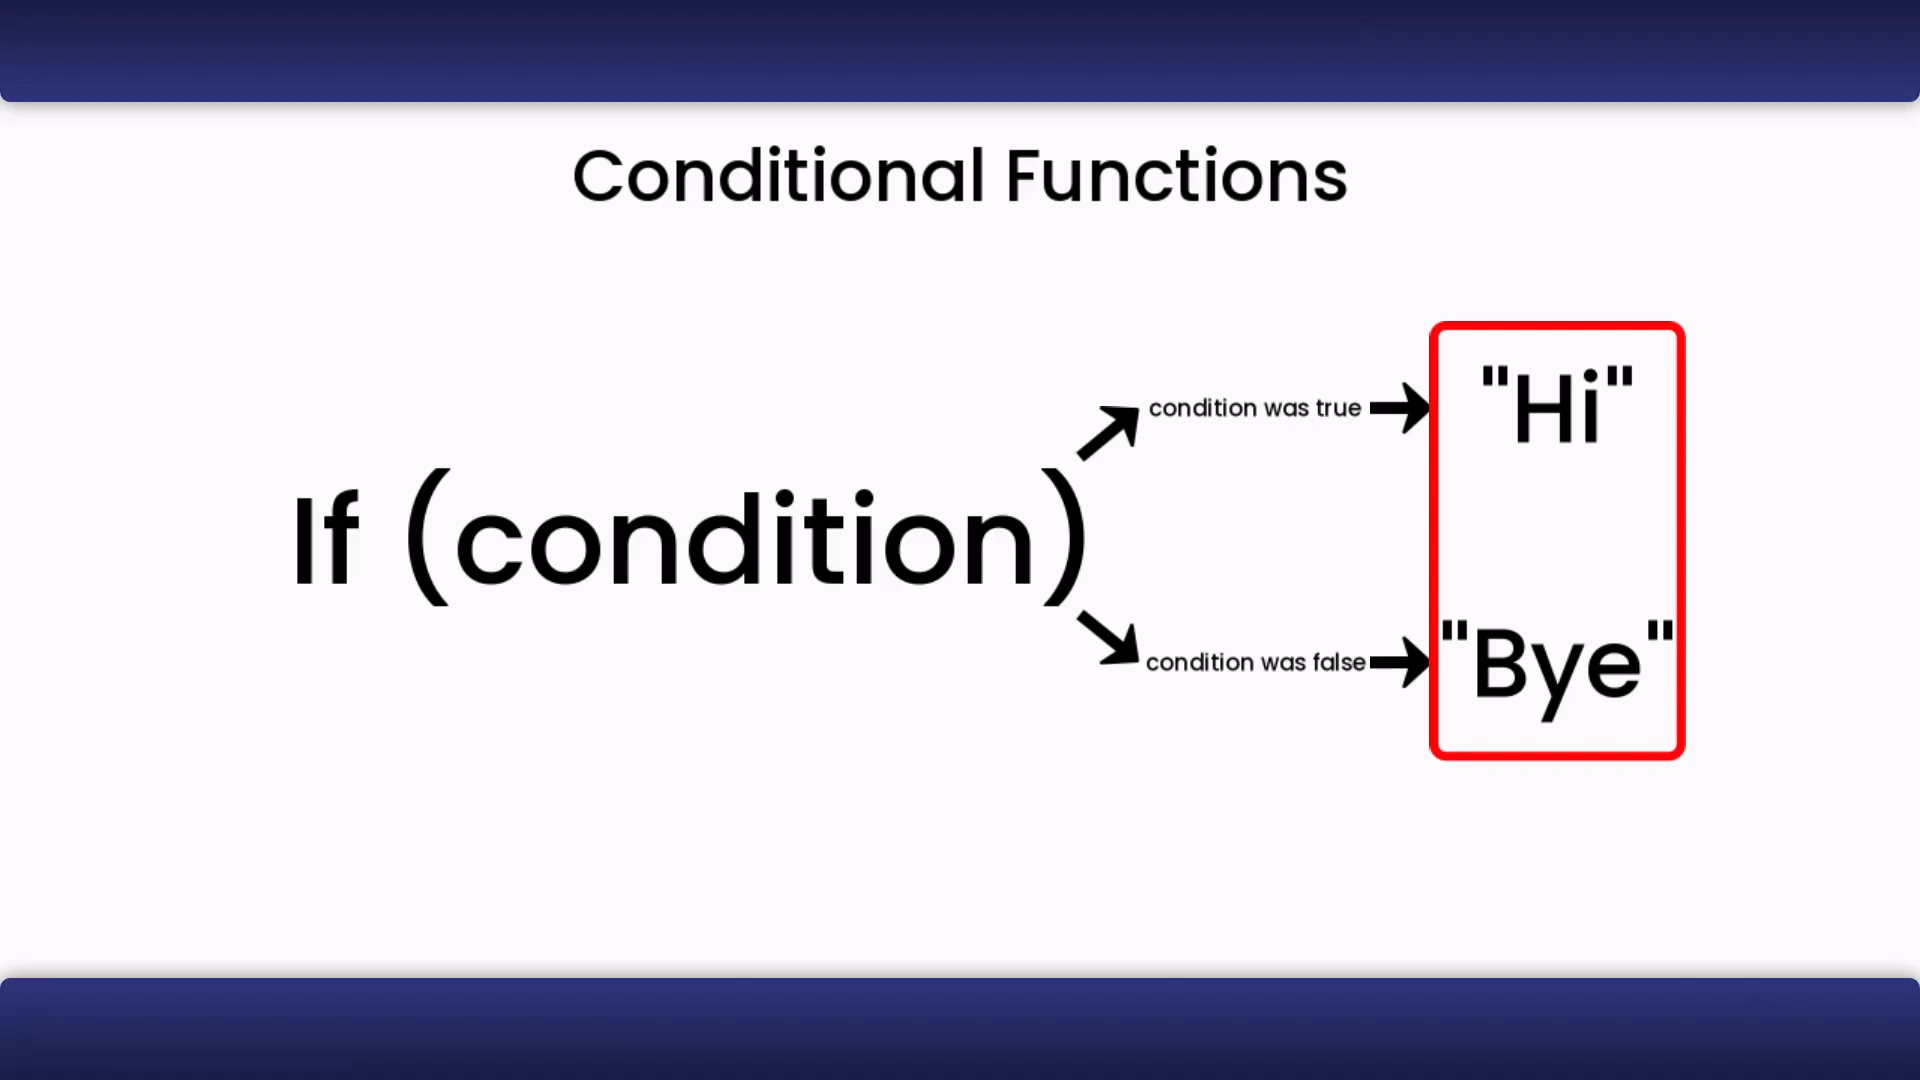 Conditional Functions
condition was true
"Hi"
If (condition)
condition was false
"Bye"